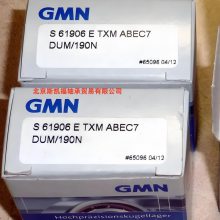 GMN
S 61906 E TXM ABEC7
DUM/190N
#65096 04/12
北京斯凯福轴承贸易有限公司
GMN
S 61906 E TXM ABEC7
DUM/190N
#65096 04/12
GMN
Hochpräzisionskugellager